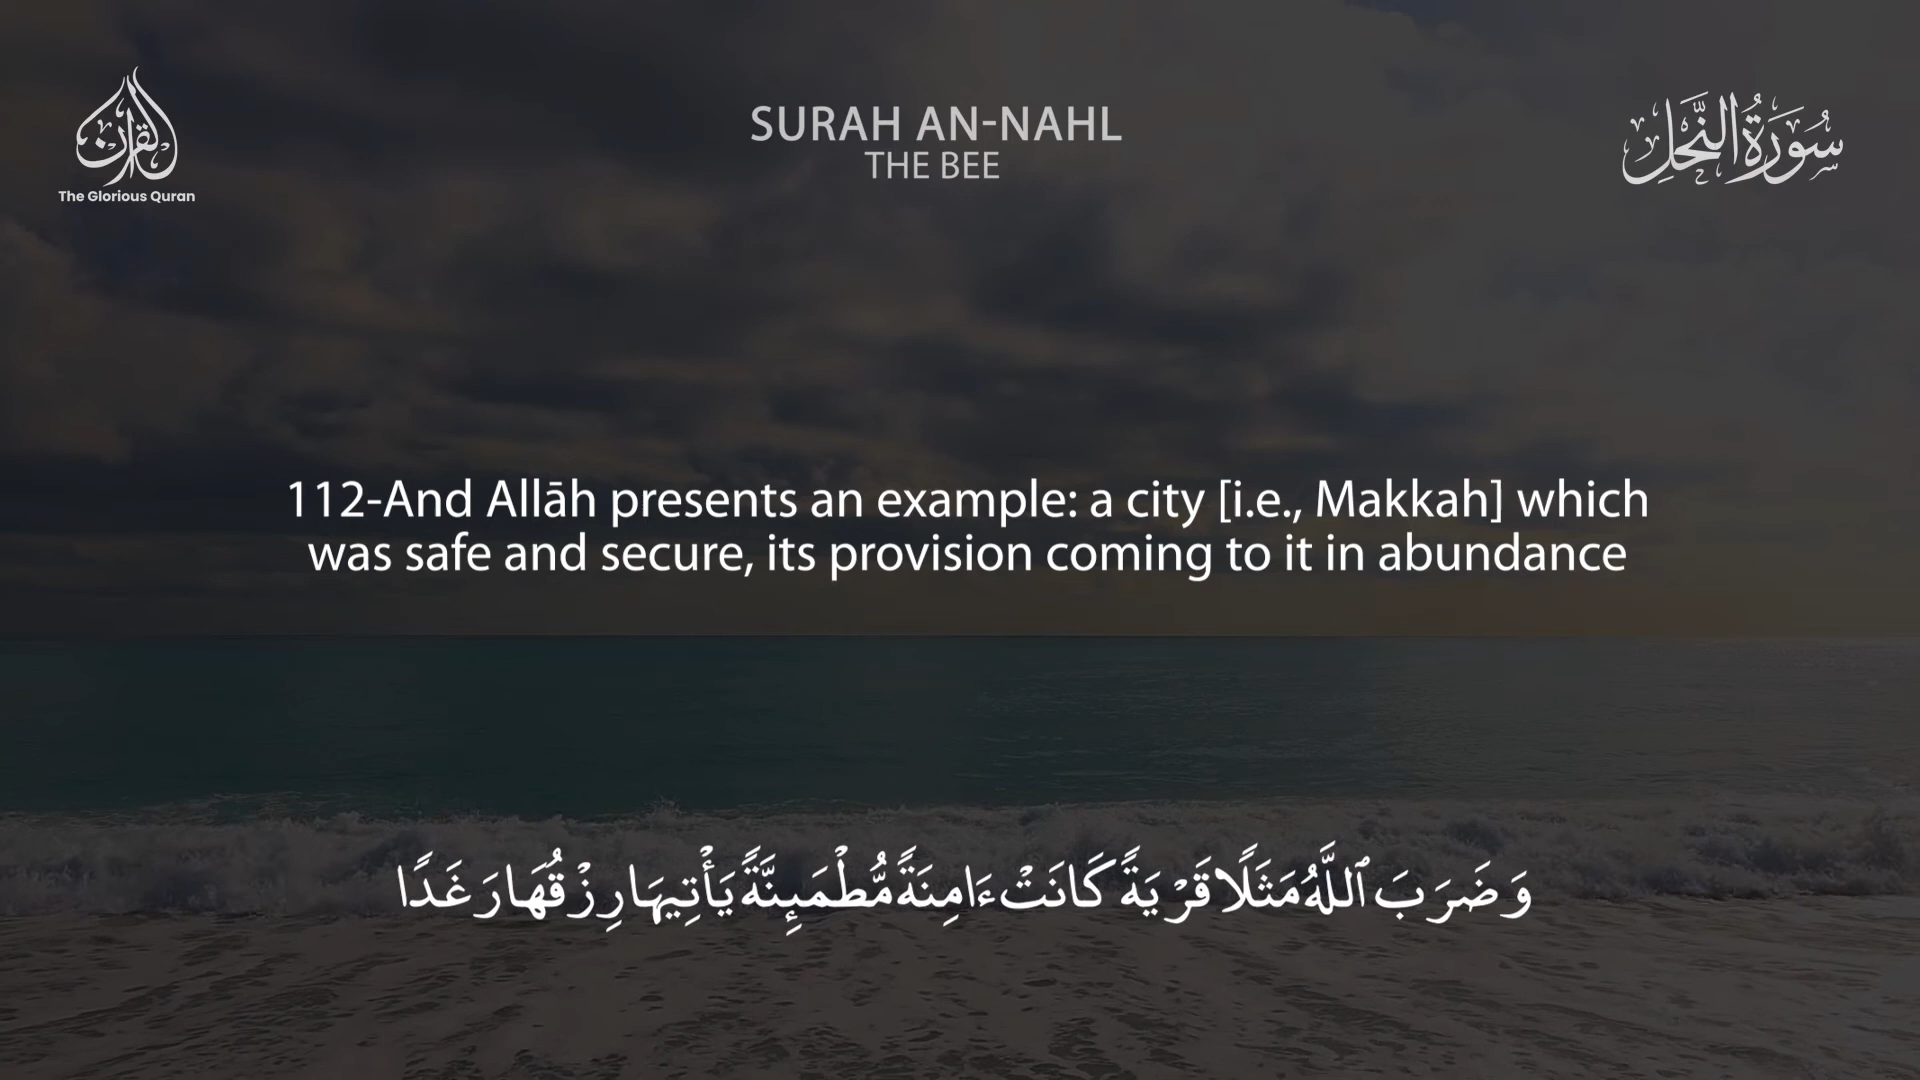 القرآن
The Glorious Quran
SURAH AN-NAHL
THE BEE
سُورَةُ النَّحْلِ
112-And Allāh presents an example: a city [i.e., Makkah] which
was safe and secure, its provision coming to it in abundance
وَضَرَبَ ٱللَّهُ مَثَلًا قَرْيَةً كَانَتْ ءَامِنَةً مُّطْمَئِنَّةً يَأْتِيهَا رِزْقُهَا رَغَدًا